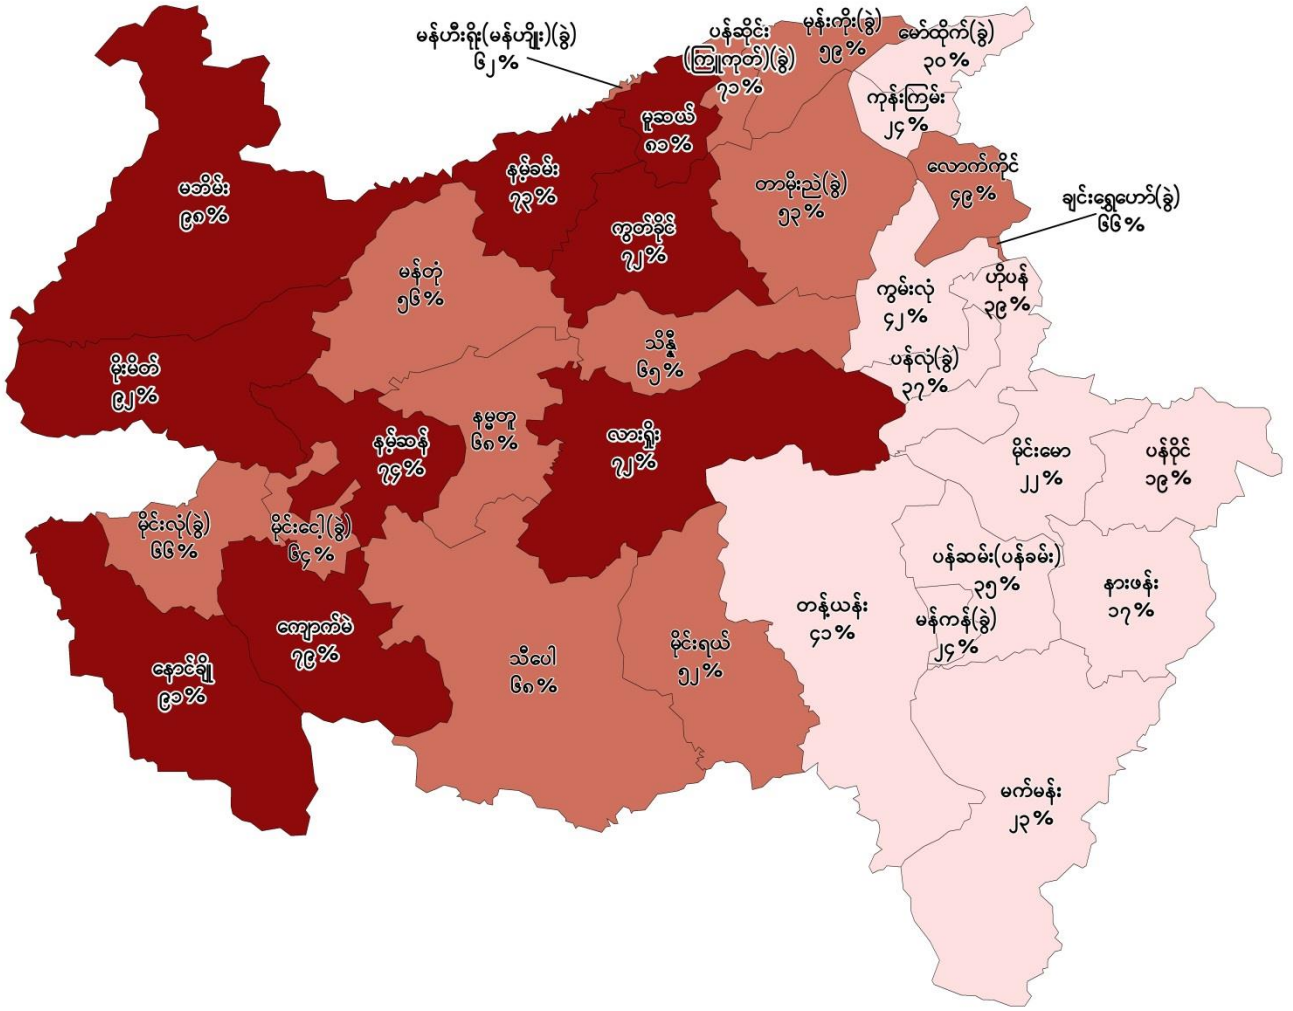 မန်ဟီးရိုး(မန်ဟျိုး)(ခွဲ)
၆၂%
ပန်ဆိုင်း
(ကြူကုတ်)(ခွဲ)
၇၁%
မုန်းကိုး(ခွဲ)
၅၉%
မော်ထိုက်(ခွဲ)
၃၀%
ကုန်းကြမ်း
၂၄%
မူဆယ်
၈၁%
နမ့်ခမ်း
၇၃%
မဘိမ်း
၉၈%
တာမိုးညဲ(ခွဲ)
၅၃%
လောက်ကိုင်
၄၉%
ချင်းရွှေဟော်(ခွဲ)
၆၆%
ကွတ်ခိုင်
၇၂%
မန်တုံ
၅၆%
ကွမ်းလုံ
၄၂%
ဟိုပန်
၃၉%
သိန္နီ
၆၅%
ပန်လုံ(ခွဲ)
၃၇%
မိုးမိတ်
၉၂%
နမ္မတူ
၆၈%
နမ့်ဆန်
၇၄%
လားရှိုး
၇၂%
မိုင်းမော
၂၂%
ပန်ဝိုင်
၁၉%
မိုင်းလုံ(ခွဲ)
၆၆%
မိုင်းငေါ့(ခွဲ)
၆၄%
ပန်ဆမ်း(ပန်ခမ်း)
၃၅%
နားဖန်း
၁၇%
တန့်ယန်း
၄၁%
မန်ကန်(ခွဲ)
၂၄%
ကျောက်မဲ
၇၉%
မိုင်းရယ်
၅၂%
သီပေါ
၆၈%
နောင်ချို
၉၁%
မက်မန်း
၂၃%